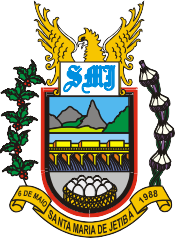 SMJ
6 DE MAIO
SANTA MARIA DE JETIBÁ
1988